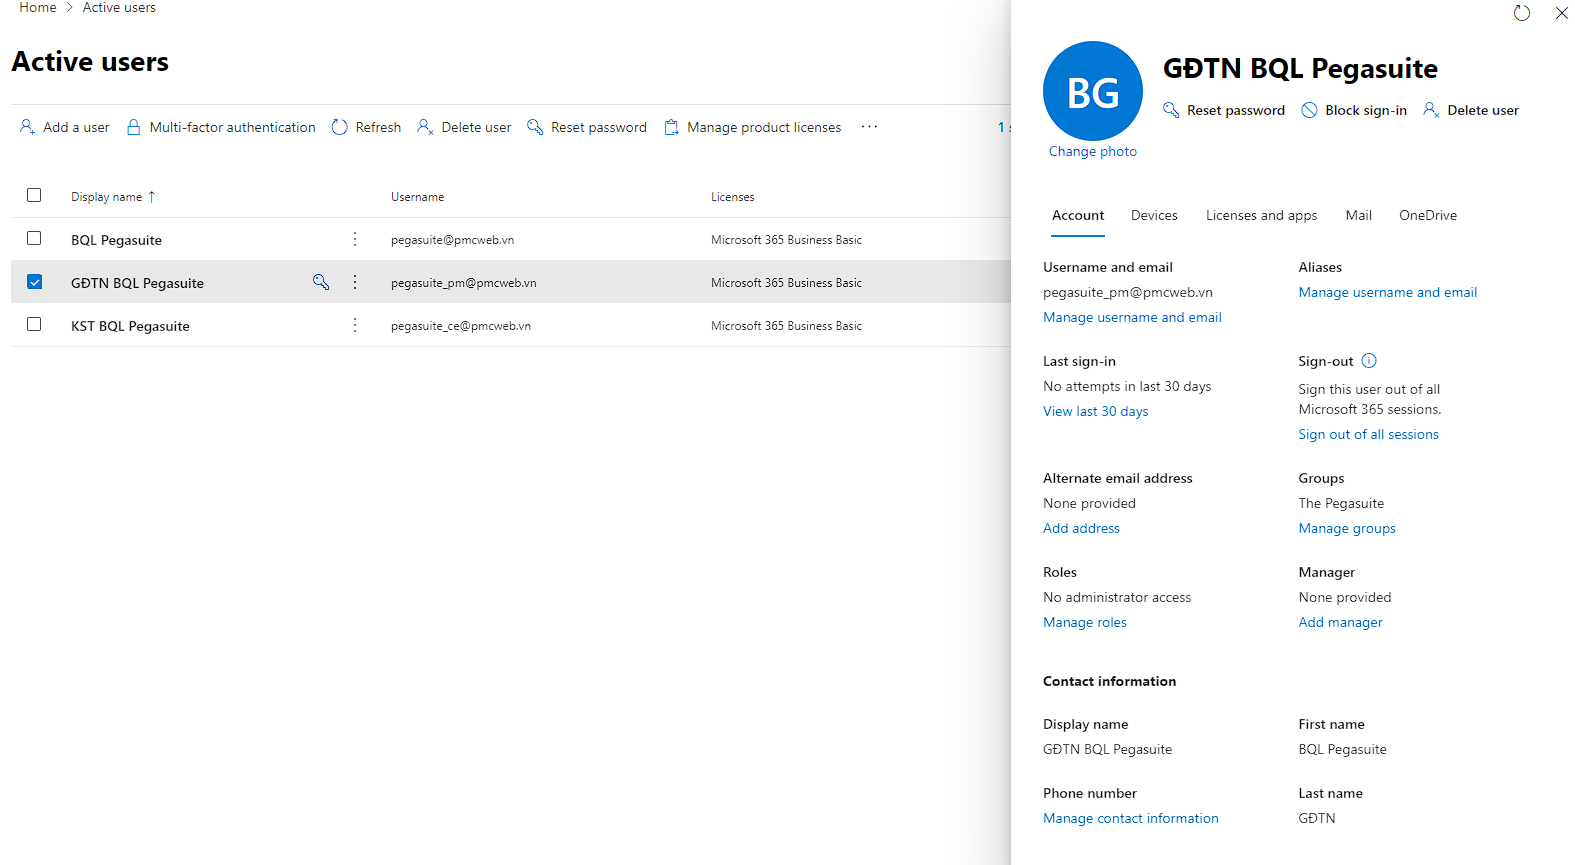 Home > Active users
Active users
Add a user Multi-factor authentication Refresh Delete user Reset password Manage product licenses ... 1
Display name ↑ Username Licenses
BQL Pegasuite pegasuite@pmcweb.vn Microsoft 365 Business Basic
GĐTN BQL Pegasuite pegasuite_pm@pmcweb.vn Microsoft 365 Business Basic
KST BQL Pegasuite pegasuite_ce@pmcweb.vn Microsoft 365 Business Basic
BG
Change photo
GĐTN BQL Pegasuite
Reset password Block sign-in Delete user
Account Devices Licenses and apps Mail OneDrive
Username and email
pegasuite_pm@pmcweb.vn
Manage username and email
Aliases
Manage username and email
Last sign-in
No attempts in last 30 days
View last 30 days
Sign-out
Sign this user out of all
Microsoft 365 sessions.
Sign out of all sessions
Alternate email address
None provided
Add address
Groups
The Pegasuite
Manage groups
Roles
No administrator access
Manage roles
Manager
None provided
Add manager
Contact information
Display name
GĐTN BQL Pegasuite
First name
BQL Pegasuite
Phone number
Manage contact information
Last name
GĐTN